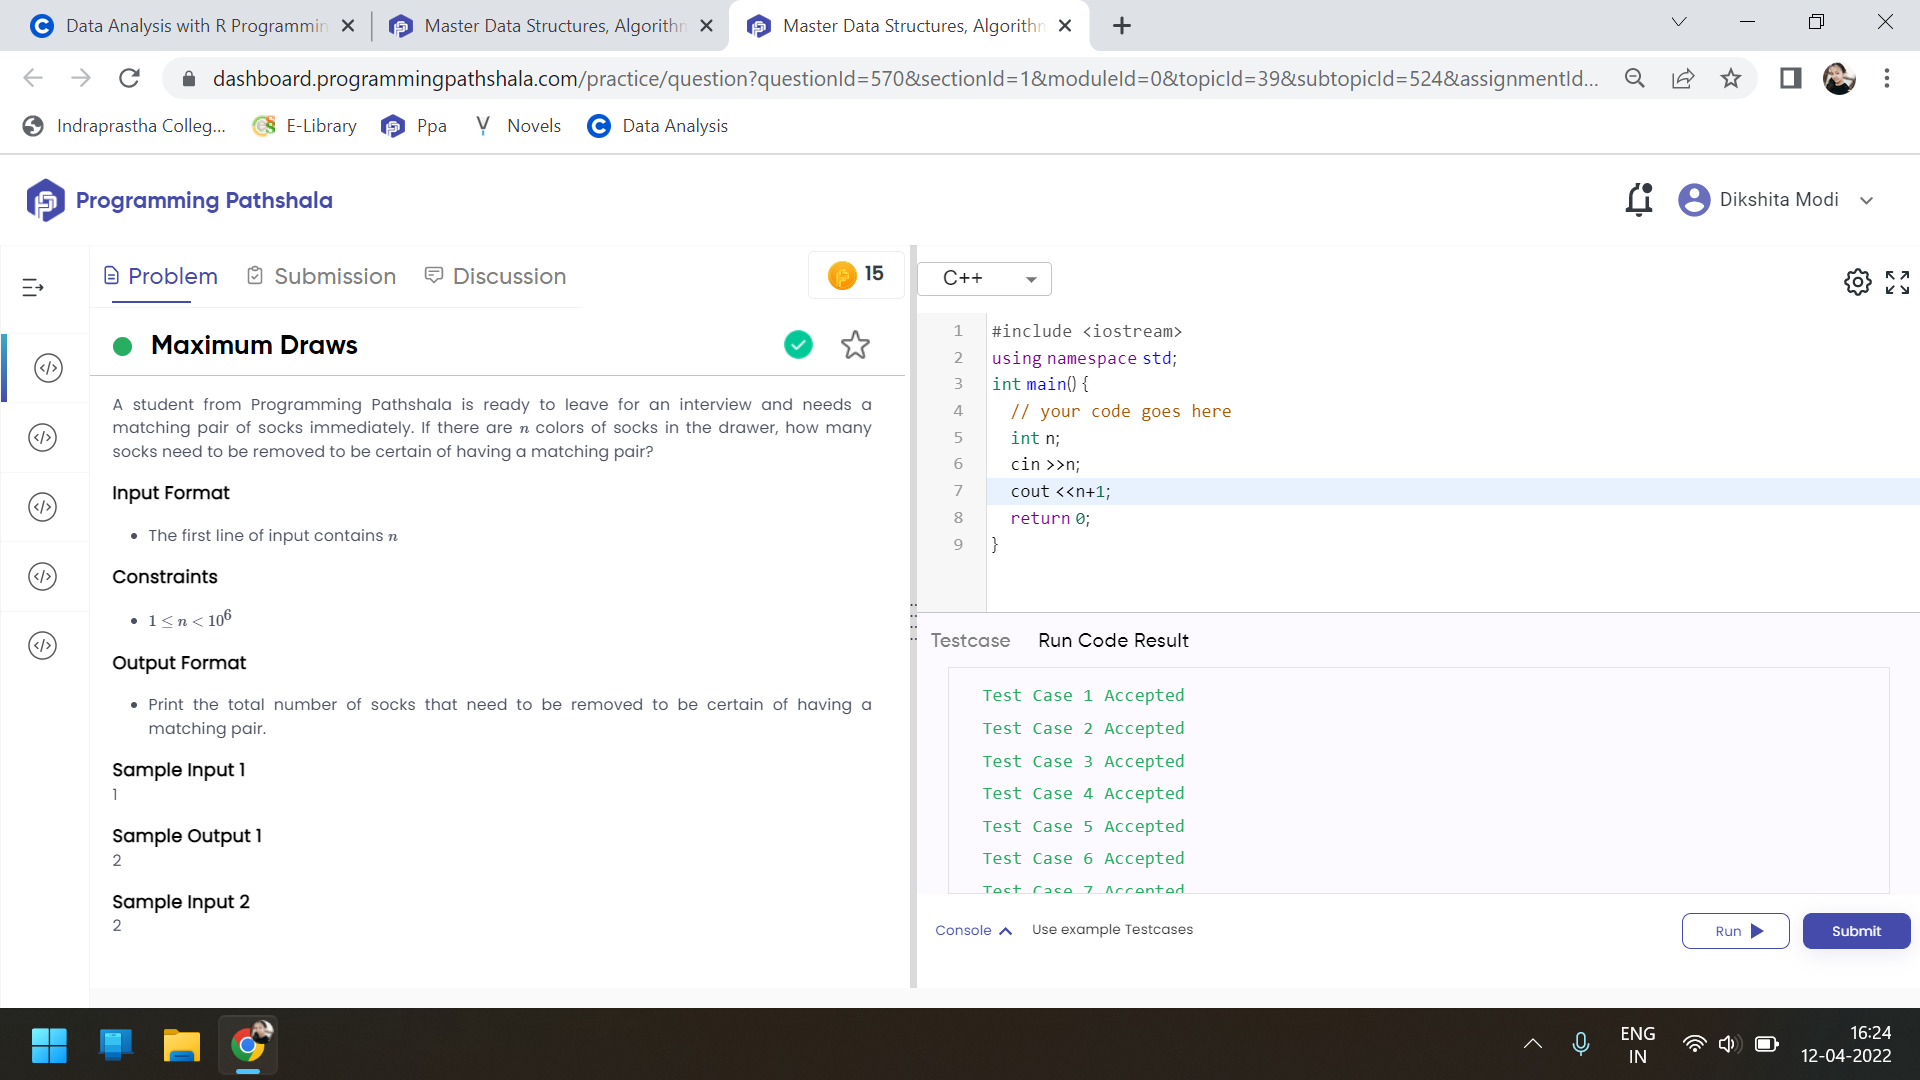 Data Analysis with R Programmin
Master Data Structures, Algorithm
Master Data Structures, Algorithm
dashboard.programmingpathshala.com/practice/question?questionId=570&sectionId=1&moduleId=0&topicId=39&subtopicId=524&assignmentId...
Indraprastha Colleg...
E-Library
Ppa
Novels
Data Analysis
Programming Pathshala
Dikshita Modi
Problem
Submission
Discussion
15
C++
Maximum Draws
A student from Programming Pathshala is ready to leave for an interview and needs a
matching pair of socks immediately. If there are n colors of socks in the drawer, how many
socks need to be removed to be certain of having a matching pair?
Input Format
• The first line of input contains n
Constraints
• 1 ≤ n < 10^6
Output Format
• Print the total number of socks that need to be removed to be certain of having a
matching pair.
Sample Input 1
1
Sample Output 1
2
Sample Input 2
2
1 #include <iostream>
2 using namespace std;
3 int main() {
4 // your code goes here
5 int n;
6 cin >>n;
7 cout <<n+1;
8 return 0;
9 }
Testcase
Run Code Result
Test Case 1 Accepted
Test Case 2 Accepted
Test Case 3 Accepted
Test Case 4 Accepted
Test Case 5 Accepted
Test Case 6 Accepted
Test Case 7 Accepted
Console
Use example Testcases
Run
Submit
ENG
IN
16:24
12-04-2022